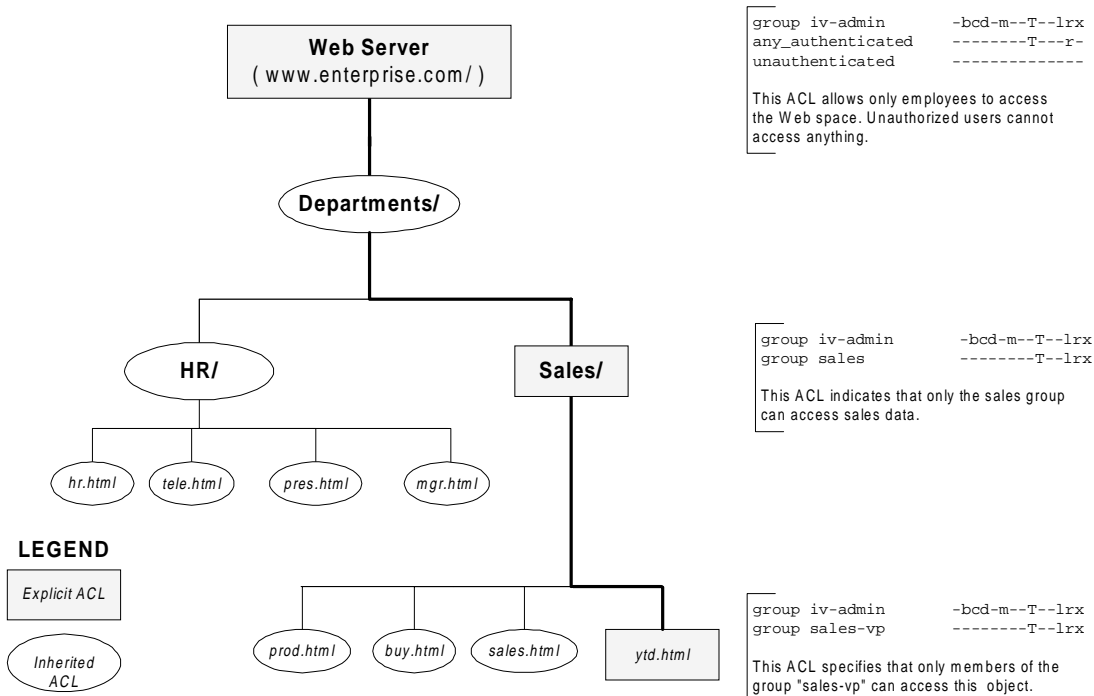 Web Server
( www.enterprise.com/ )
group iv-admin -bcd-m--T--lrx
any_authenticated --------T---r-
unauthenticated --------------
This ACL allows only employees to access
the Web space. Unauthorized users cannot
access anything.
Departments/
HR/
Sales/
group iv-admin -bcd-m--T--lrx
group sales --------T--lrx
This ACL indicates that only the sales group
can access sales data.
hr.html
tele.html
pres.html
mgr.html
LEGEND
Explicit ACL
Inherited
ACL
prod.html
buy.html
sales.html
ytd.html
group iv-admin -bcd-m--T--lrx
group sales-vp --------T--lrx
This ACL specifies that only members of the
group "sales-vp" can access this object.